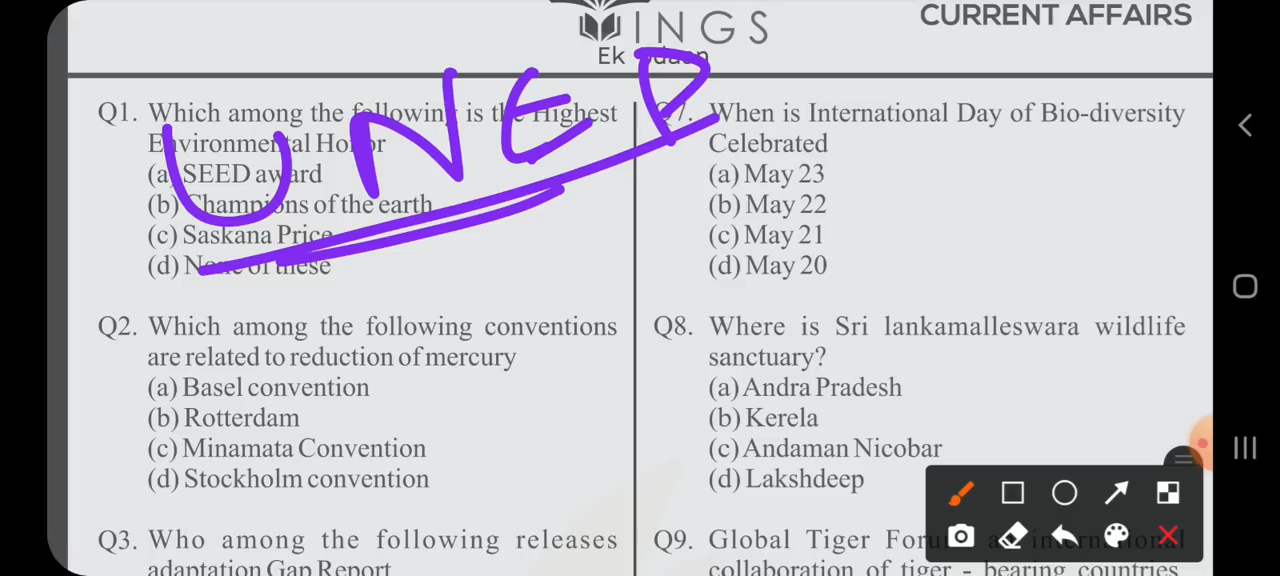 CURRENT AFFAIRS
INGS
Ek
UNEP
Q1. Which among the following is the Highest
Environmental Honor
(a) SEED award
(b) Champions of the earth
(c) Saskana Price
(d) None of these
Q2. Which among the following conventions
are related to reduction of mercury
(a) Basel convention
(b) Rotterdam
(c) Minamata Convention
(d) Stockholm convention
Q3. Who among the following releases
adaptation Gap Report
Q7. When is International Day of Bio-diversity
Celebrated
(a) May 23
(b) May 22
(c) May 21
(d) May 20
Q8. Where is Sri lankamalleswara wildlife
sanctuary?
(a) Andra Pradesh
(b) Kerela
(c) Andaman Nicobar
(d) Lakshdeep
Q9. Global Tiger Forum an international
collaboration of tiger - bearing countries